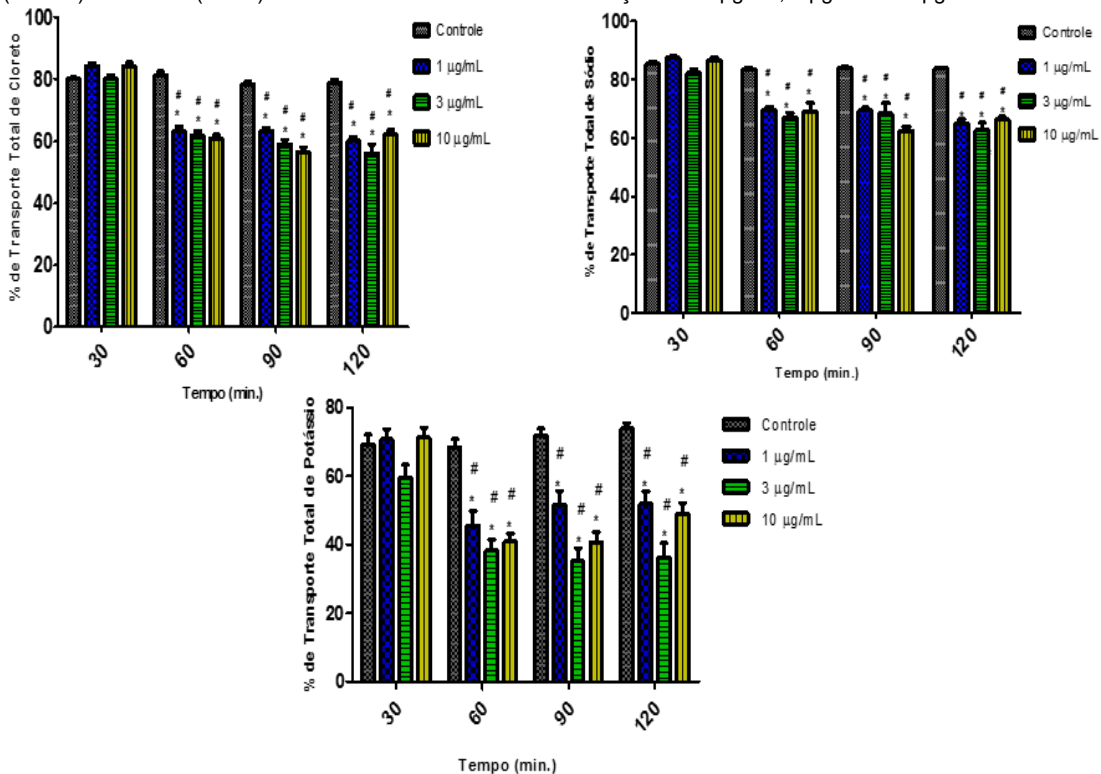 % de Transporte Total de Cloreto
100
80
60
40
20
0
# # #
* * *
# # #
* * *
# # #
* * *
30 60 90 120
Tempo (min.)
Controle
1 µg/mL
3 µg/mL
10 µg/mL
% de Transporte Total de Sódio
100
80
60
40
20
0
# # #
* * *
# # #
* * *
# # #
* * *
30 60 90 120
Tempo (min.)
Controle
1 µg/mL
3 µg/mL
10 µg/mL
% de Transporte Total de Potássio
80
60
40
20
0
# # #
* * *
# # #
* * *
# # #
* * *
30 60 90 120
Tempo (min.)
Controle
1 µg/mL
3 µg/mL
10 µg/mL